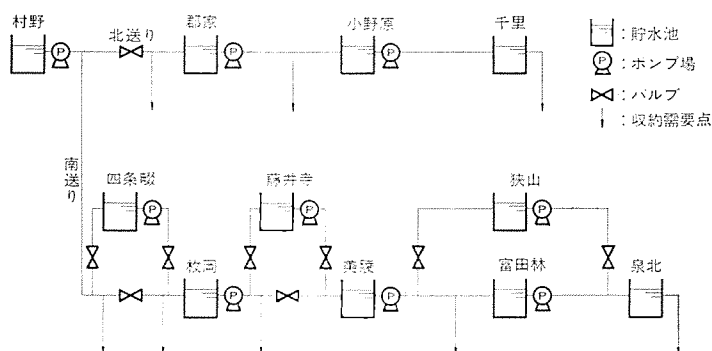 村野
北送り
郡家
小野原
千里
：貯水池
P
P
P
P
：ポンプ場
：バルブ
：収約需要点
南送り
四条畷
藤井寺
狭山
P
P
P
枚岡
美陵
富田林
泉北
P
P
P